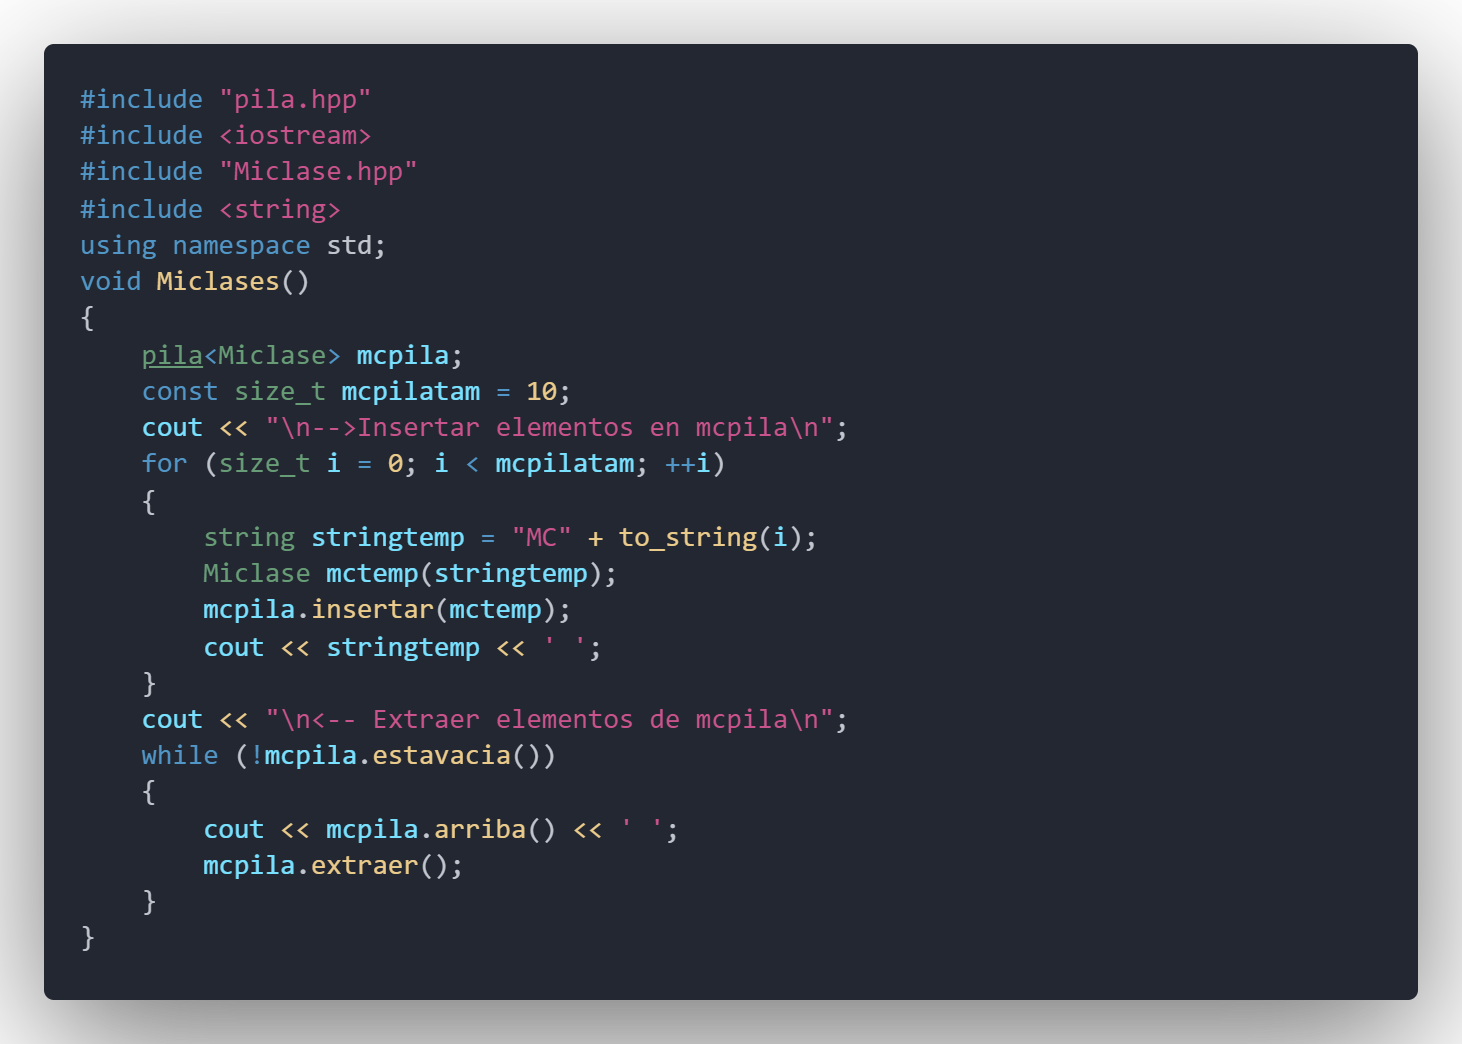 #include "pila.hpp"
#include <iostream>
#include "Miclase.hpp"
#include <string>
using namespace std;
void Miclases()
{
    pila<Miclase> mcpila;
    const size_t mcpilatam = 10;
    cout << "\n-->Insertar elementos en mcpila\n";
    for (size_t i = 0; i < mcpilatam; ++i)
    {
        string stringtemp = "MC" + to_string(i);
        Miclase mctemp(stringtemp);
        mcpila.insertar(mctemp);
        cout << stringtemp << ' ';
    }
    cout << "\n<-- Extraer elementos de mcpila\n";
    while (!mcpila.estavacia())
    {
        cout << mcpila.arriba() << ' ';
        mcpila.extraer();
    }
}